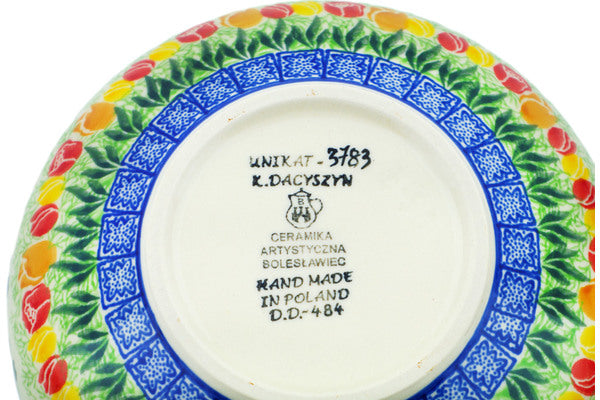 UNIKAT-3783
K.DACYSZYN
B
CERAMIKA
ARTYSTYCZNA
BOLESŁAWIEC
HAND MADE
IN POLAND
D.D.-484